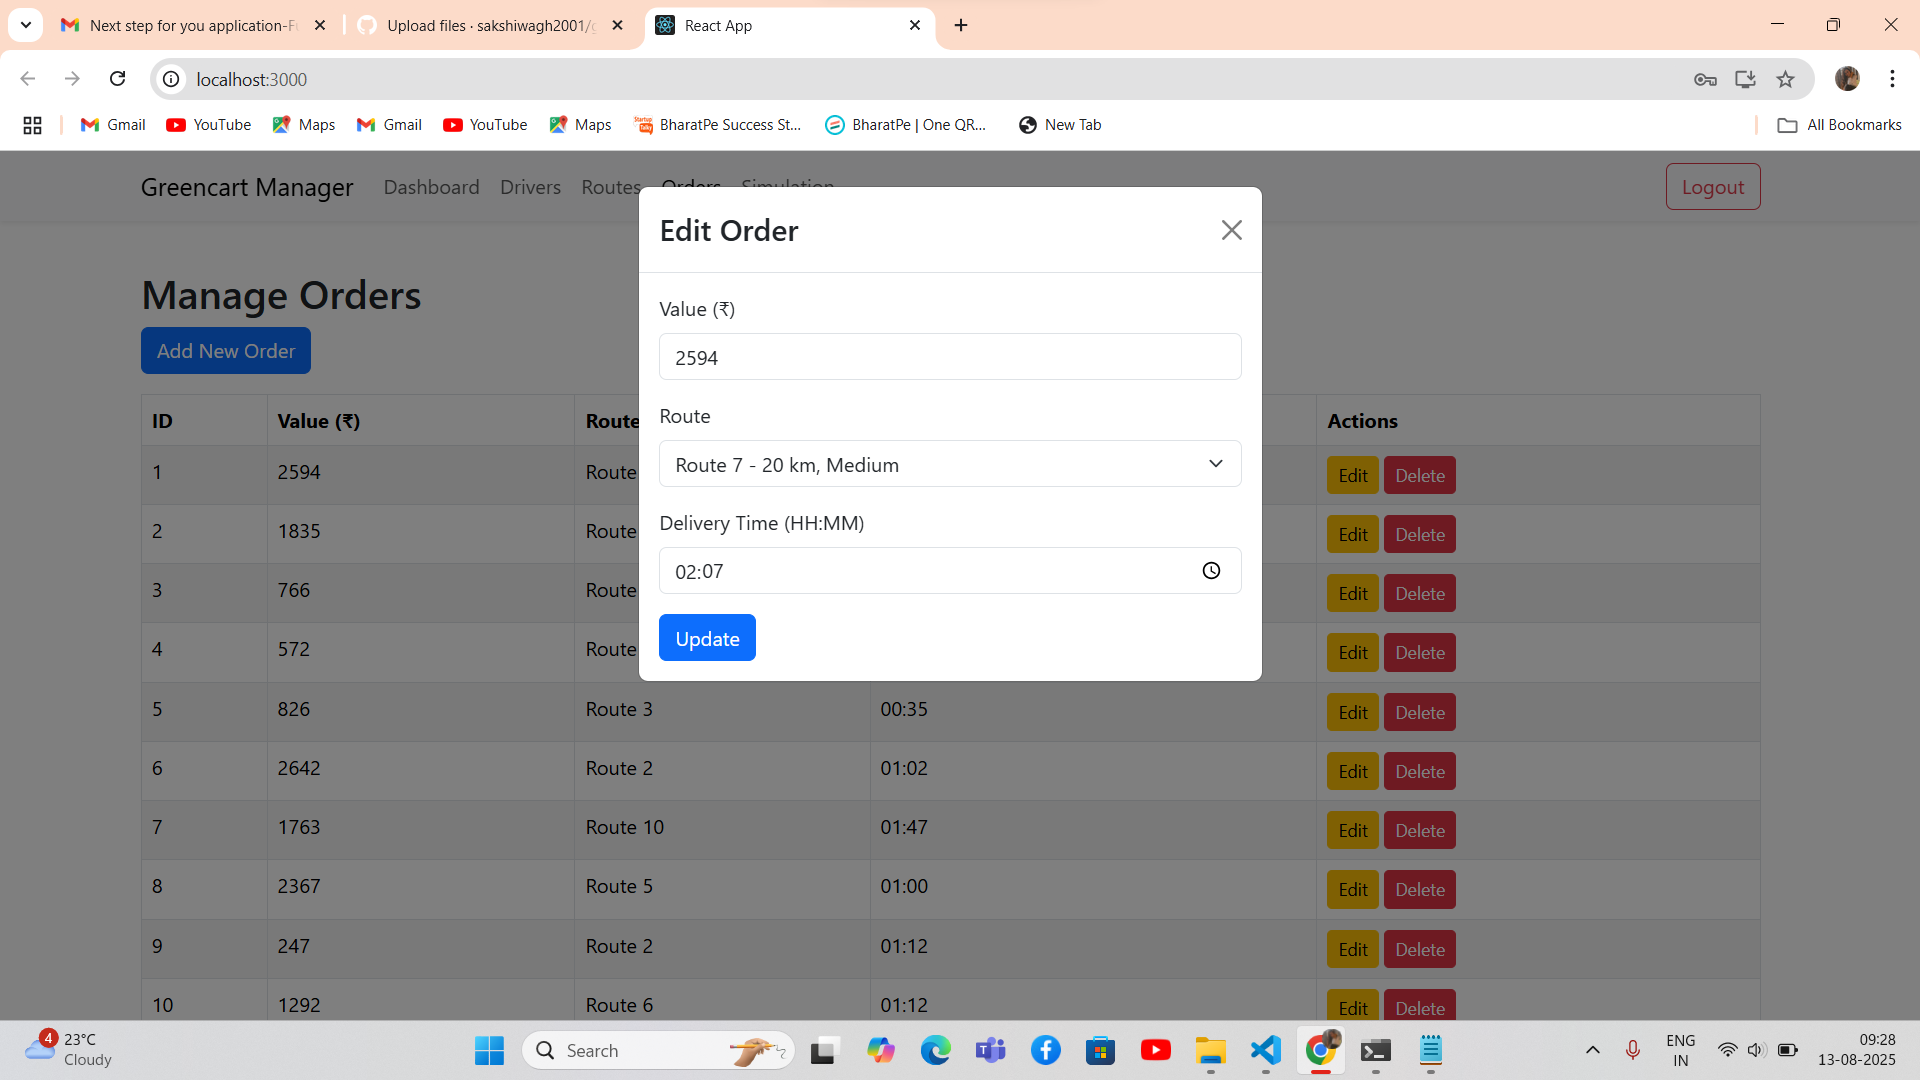 Next step for you application-F
Upload files · sakshiwagh2001/
React App
localhost:3000
Gmail
YouTube
Maps
Gmail
YouTube
Maps
BharatPe Success St...
BharatPe | One QR...
New Tab
All Bookmarks
Greencart Manager
Dashboard
Drivers
Routes
Orders
Simulation
Logout
Edit Order
Value (₹)
2594
Route
Route 7 - 20 km, Medium
Delivery Time (HH:MM)
02:07
Update
Manage Orders
Add New Order
ID Value (₹) Route Actions
1 2594 Route Edit Delete
2 1835 Route Edit Delete
3 766 Route Edit Delete
4 572 Route Edit Delete
5 826 Route 3 00:35 Edit Delete
6 2642 Route 2 01:02 Edit Delete
7 1763 Route 10 01:47 Edit Delete
8 2367 Route 5 01:00 Edit Delete
9 247 Route 2 01:12 Edit Delete
10 1292 Route 6 01:12 Edit Delete
4
23°C
Cloudy
Search
ENG
IN
09:28
13-08-2025